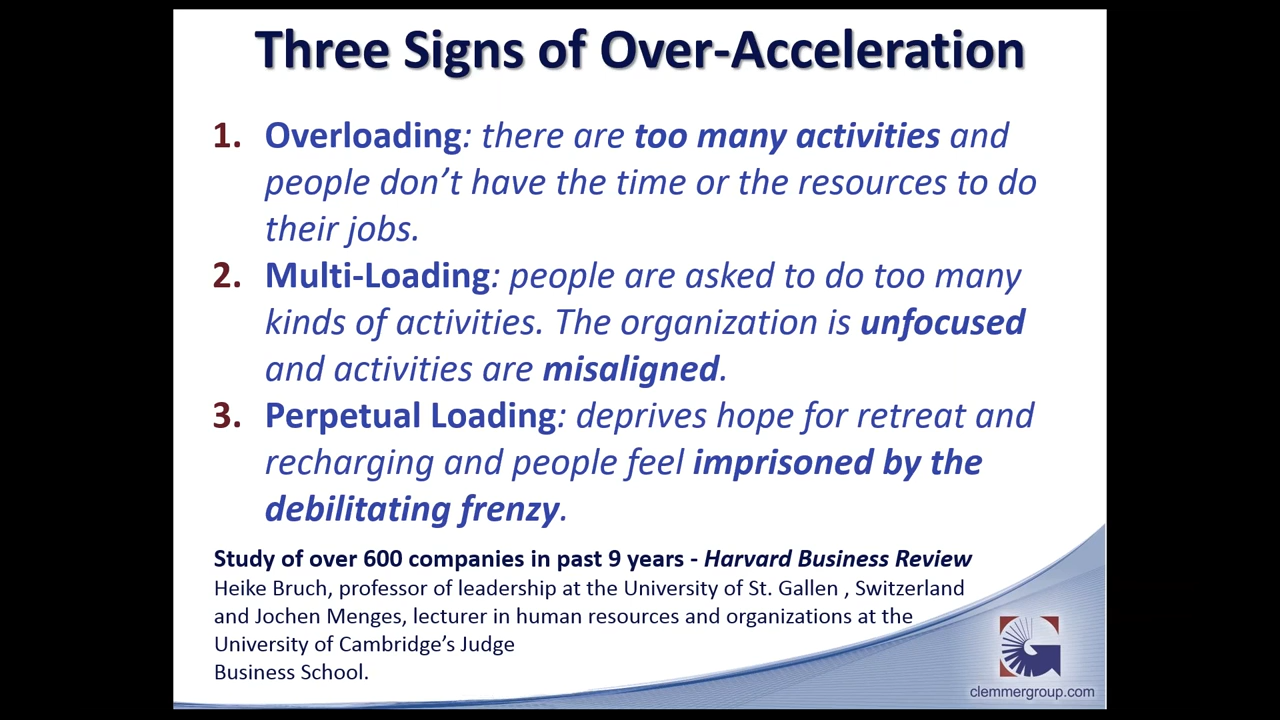 Three Signs of Over-Acceleration
1. Overloading: there are too many activities and
people don’t have the time or the resources to do
their jobs.
2. Multi-Loading: people are asked to do too many
kinds of activities. The organization is unfocused
and activities are misaligned.
3. Perpetual Loading: deprives hope for retreat and
recharging and people feel imprisoned by the
debilitating frenzy.
Study of over 600 companies in past 9 years - Harvard Business Review
Heike Bruch, professor of leadership at the University of St. Gallen , Switzerland
and Jochen Menges, lecturer in human resources and organizations at the
University of Cambridge’s Judge
Business School.
clemmergroup.com